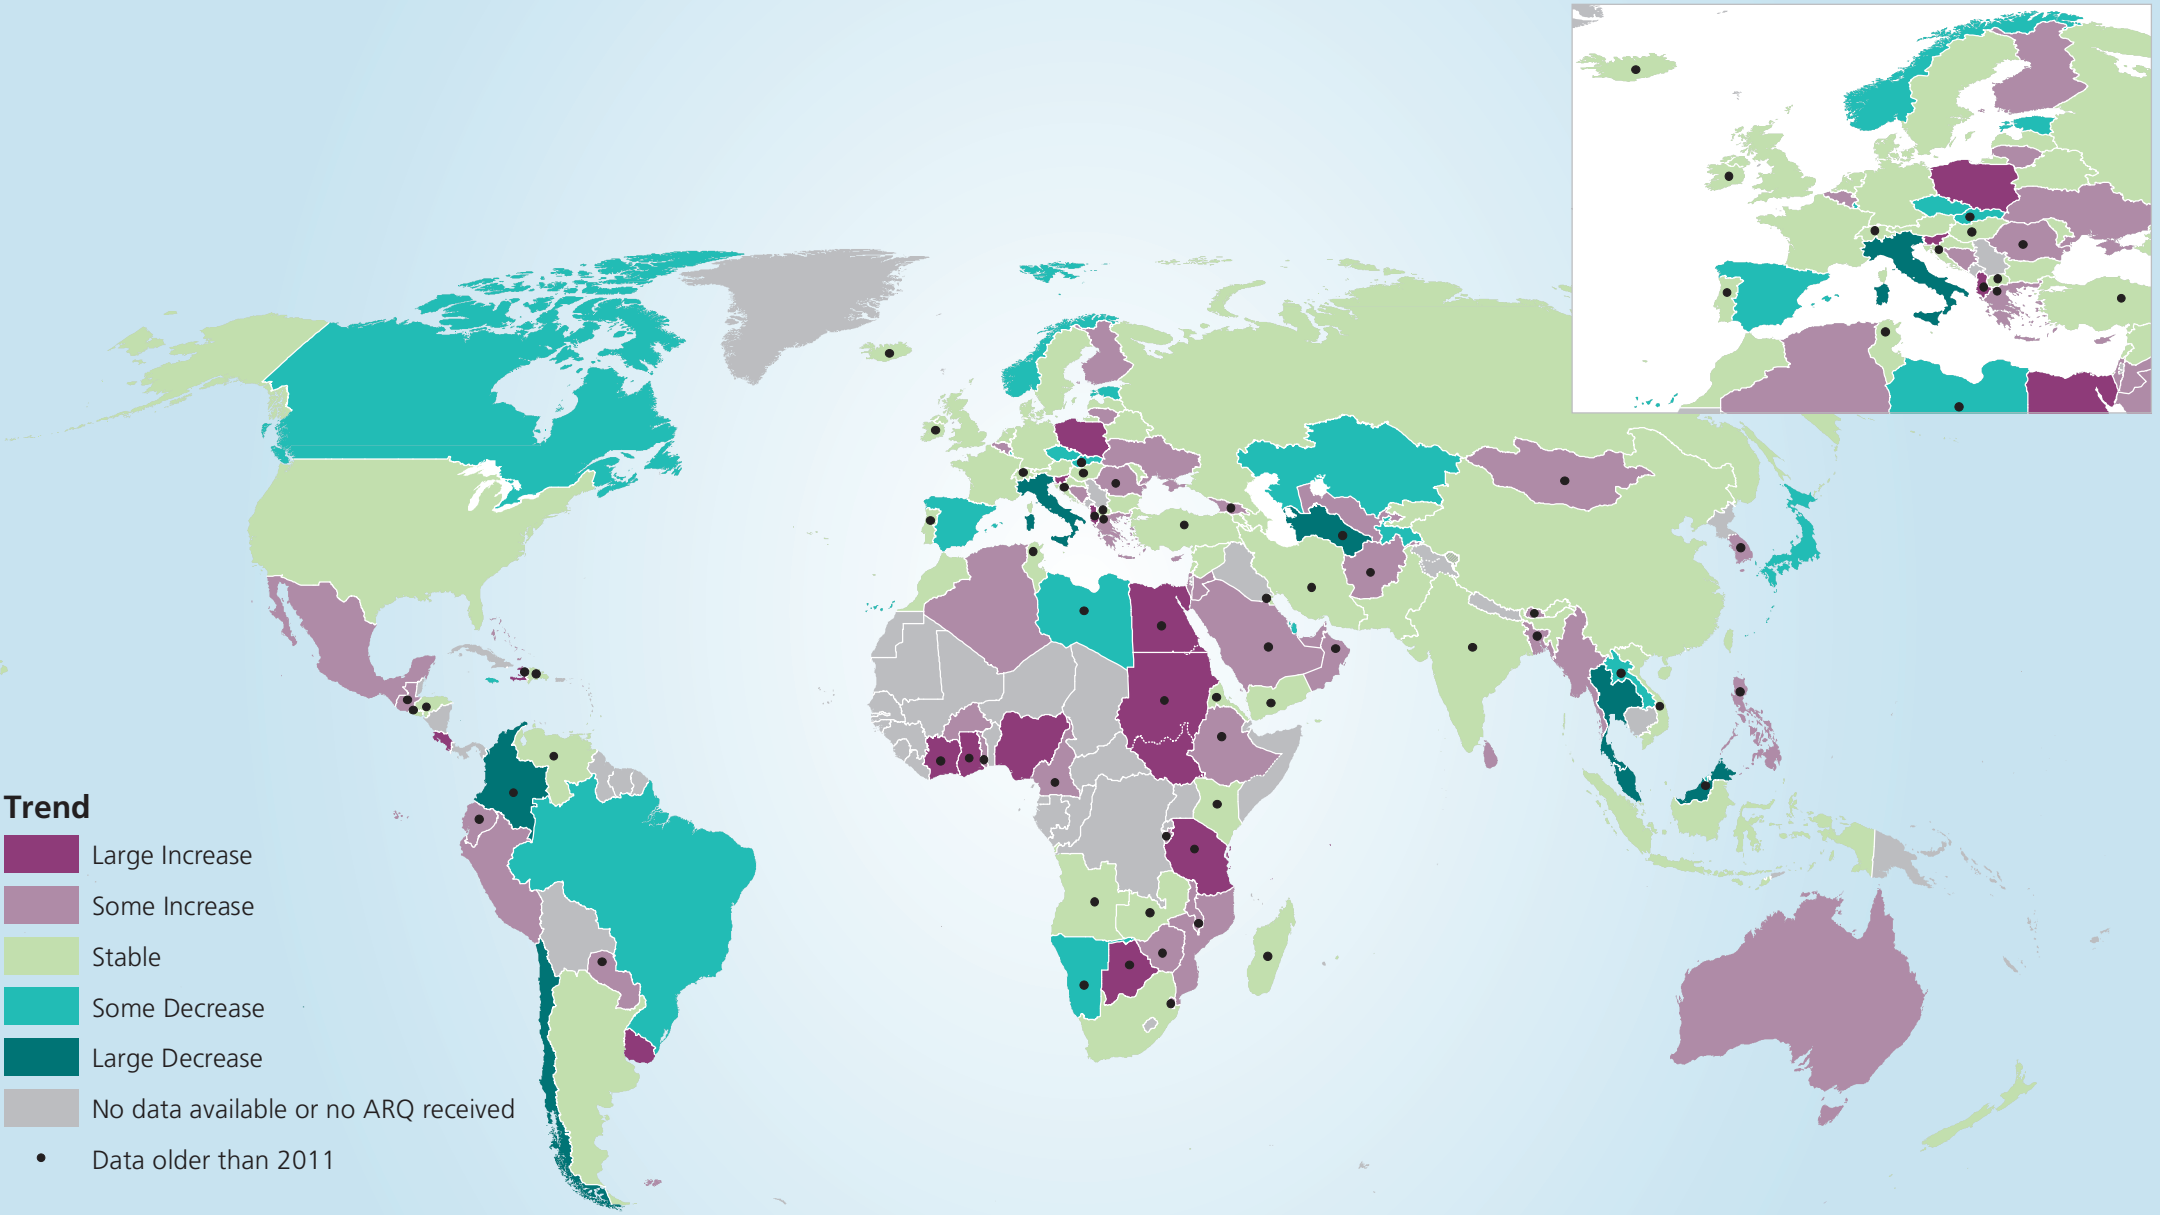 Trend
Large Increase
Some Increase
Stable
Some Decrease
Large Decrease
No data available or no ARQ received
Data older than 2011